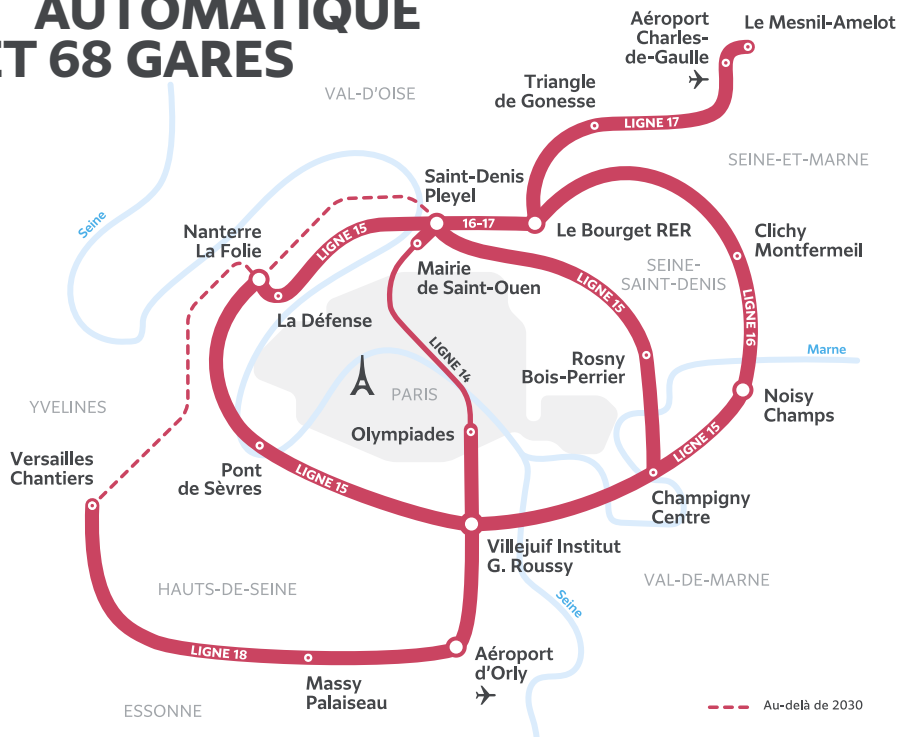 AUTOMATIQUE
ET 68 GARES
Aéroport
Charles-
de-Gaulle
Le Mesnil-Amelot
Triangle
de Gonesse
LIGNE 17
VAL-D'OISE
SEINE-ET-MARNE
Seine
Saint-Denis
Pleyel
16-17
Le Bourget RER
Nanterre
La Folie
LIGNE 15
Mairie
de Saint-Ouen
Clichy
Montfermeil
SEINE-
SAINT-DENIS
LIGNE 15
LIGNE 16
La Défense
LIGNE 14
Rosny
Bois-Perrier
Marne
PARIS
YVELINES
Noisy
Champs
Olympiades
LIGNE 15
Versailles
Chantiers
Pont
de Sèvres
LIGNE 15
Champigny
Centre
Villejuif Institut
G. Roussy
HAUTS-DE-SEINE
VAL-DE-MARNE
Seine
LIGNE 18
Massy
Palaiseau
Aéroport
d'Orly
ESSONNE
Au-delà de 2030